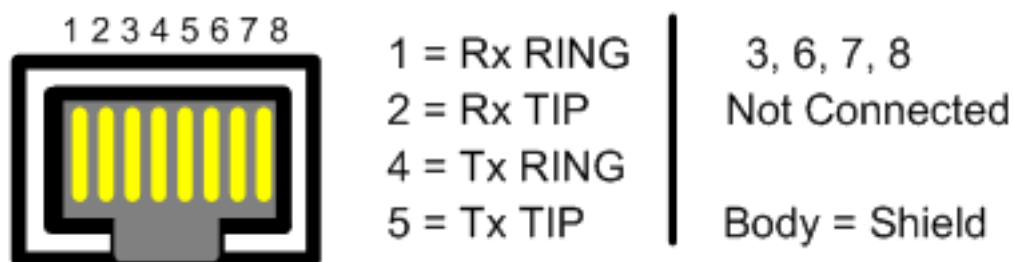 1 2 3 4 5 6 7 8
1 = Rx RING
2 = Rx TIP
4 = Tx RING
5 = Tx TIP
3, 6, 7, 8
Not Connected
Body = Shield